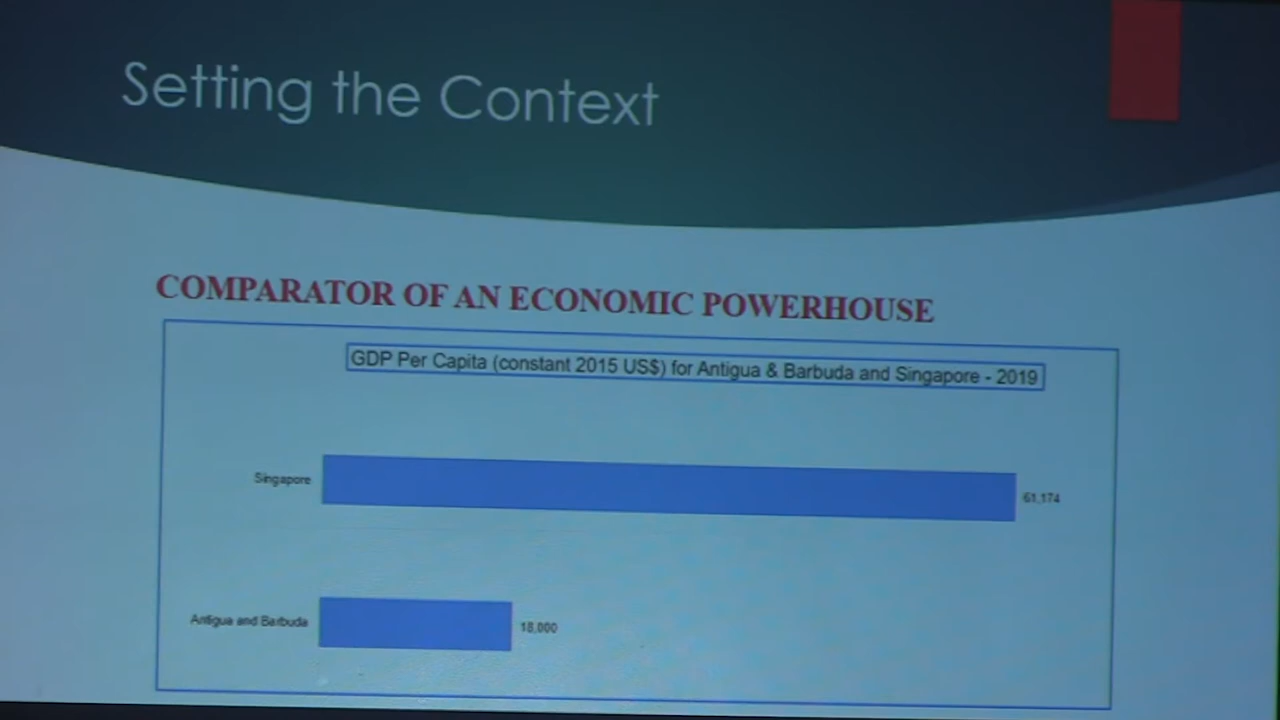 Setting the Context
COMPARATOR OF AN ECONOMIC POWERHOUSE
GDP Per Capita (constant 2015 US$) for Antigua & Barbuda and Singapore - 2019
Singapore
61,174
Antigua and Barbuda
18,000